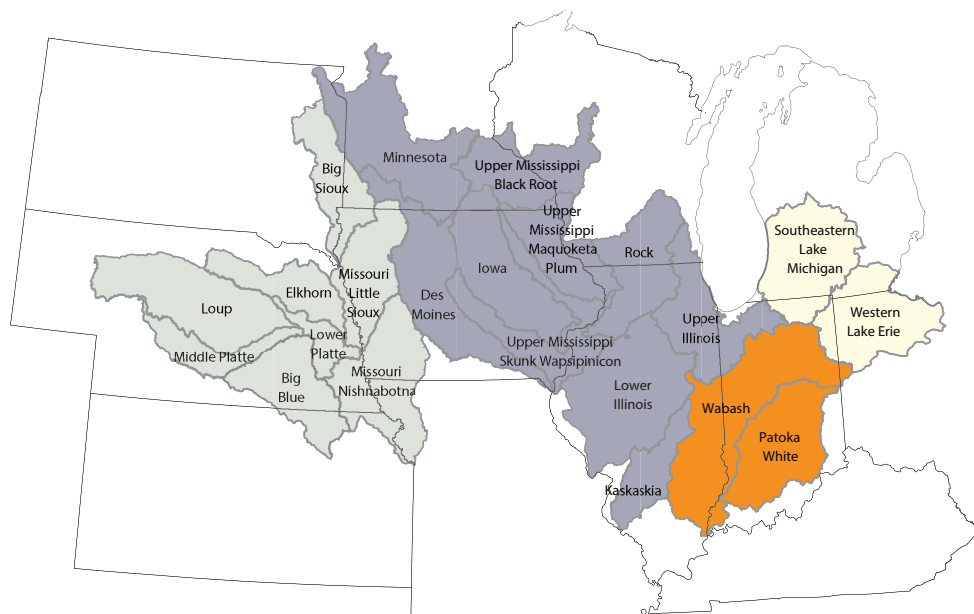 Minnesota
Upper Mississippi
Black Root
Big
Sioux
Upper
Mississippi
Maquoketa
Plum
Southeastern
Lake
Michigan
Rock
Iowa
Missouri
Little
Sioux
Elkhorn
Loup
Des
Moines
Upper
Illinois
Western
Lake Erie
Lower
Platte
Upper Mississippi
Skunk Wapsipinicon
Middle Platte
Big
Blue
Missouri
Nishnabotna
Lower
Illinois
Wabash
Patoka
White
Kaskaskia